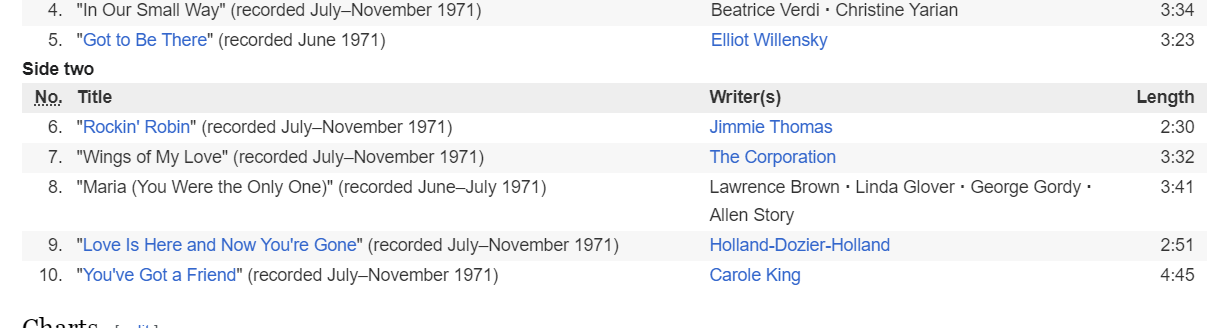 4. "In Our Small Way" (recorded July–November 1971) Beatrice Verdi · Christine Yarian 3:34
5. "Got to Be There" (recorded June 1971) Elliot Willensky 3:23
Side two
No. Title Writer(s) Length
6. "Rockin' Robin" (recorded July–November 1971) Jimmie Thomas 2:30
7. "Wings of My Love" (recorded July–November 1971) The Corporation 3:32
8. "Maria (You Were the Only One)" (recorded June–July 1971) Lawrence Brown · Linda Glover · George Gordy · 3:41
Allen Story
9. "Love Is Here and Now You're Gone" (recorded July–November 1971) Holland-Dozier-Holland 2:51
10. "You've Got a Friend" (recorded July–November 1971) Carole King 4:45
Charts [edit]